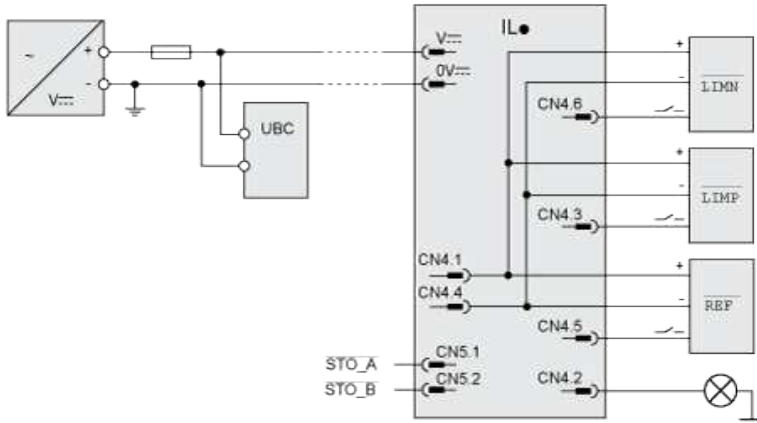 ~
+
-
V⎓
UBC
IL●
V⎓
0V⎓
CN4.6
+
-
LIMN
CN4.3
+
-
LIMP
CN4.1
CN4.4
CN4.5
+
-
REF
STO_A
CN5.1
STO_B
CN5.2
CN4.2